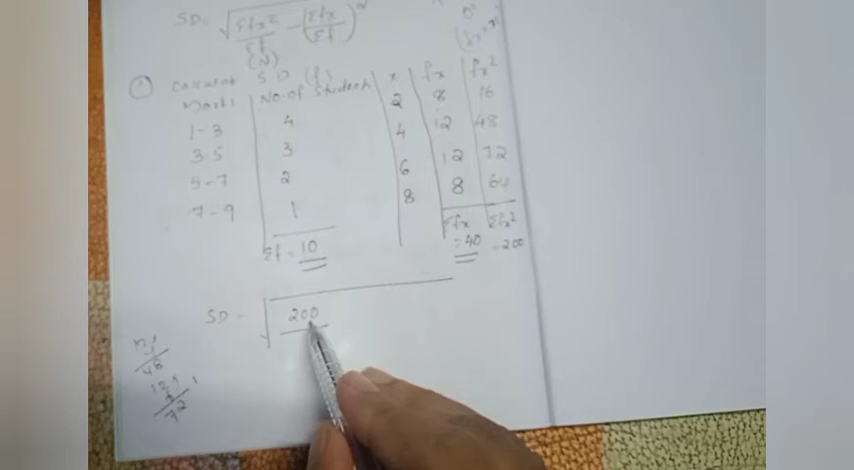 SD = √ Σfx² / Σf (N) - (Σfx / Σf)²
① Calculate SD (f)
Marks | No. of Students | x | fx | fx²
1-3 | 4 | 2 | 8 | 16
3-5 | 3 | 4 | 12 | 48
5-7 | 2 | 6 | 12 | 72
7-9 | 1 | 8 | 8 | 64
Σf = 10 | Σfx = 40 | Σfx² = 200
SD = √ 200
48
72